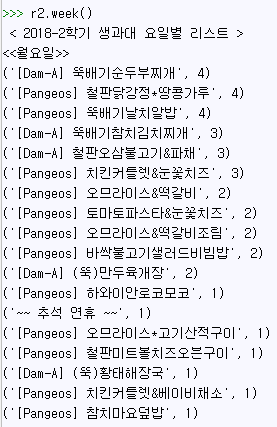 >>> r2.week()
< 2018-2학기 생과대 요일별 리스트 >
<<월요일>>
('[Dam-A] 뚝배기순두부찌개', 4)
('[Pangeos] 철판닭강정*땅콩가루', 4)
('[Pangeos] 뚝배기날치알밥', 4)
('[Dam-A] 뚝배기참치김치찌개', 3)
('[Dam-A] 철판오삼불고기&파채', 3)
('[Pangeos] 치킨커틀렛&눈꽃치즈', 3)
('[Pangeos] 오므라이스&떡갈비', 2)
('[Pangeos] 토마토파스타&눈꽃치즈', 2)
('[Pangeos] 오므라이스&떡갈비조림', 2)
('[Pangeos] 바싹불고기샐러드비빔밥', 2)
('[Dam-A] (뚝)만두육개장', 2)
('[Pangeos] 하와이안로코모코', 1)
('~~ 추석 연휴 ~~', 1)
('[Pangeos] 오므라이스*고기산적구이', 1)
('[Pangeos] 철판미트볼치즈오븐구이', 1)
('[Dam-A] (뚝)황태해장국', 1)
('[Pangeos] 치킨커틀렛&베이비채소', 1)
('[Pangeos] 참치마요덮밥', 1)